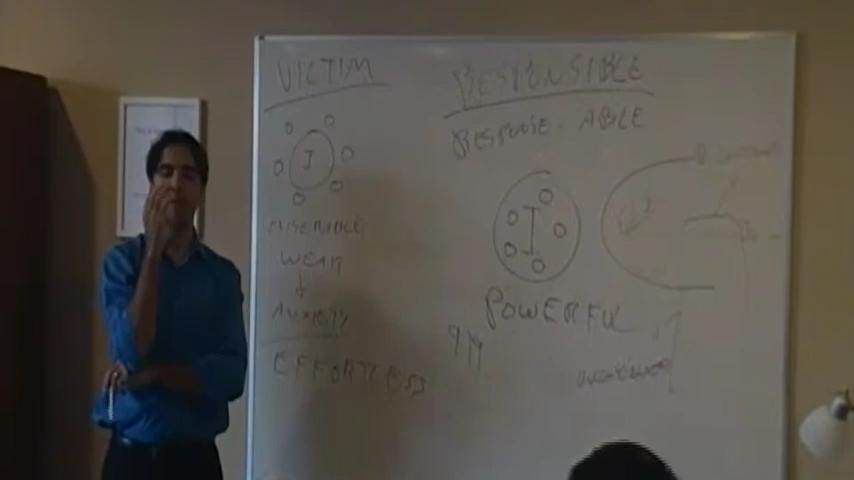 VICTIM
I
MISERABLE
WEAK
ANXIETY
EFFORTLESS
RESPONSIBLE
RESPONSE - ABLE
I
POWERFUL